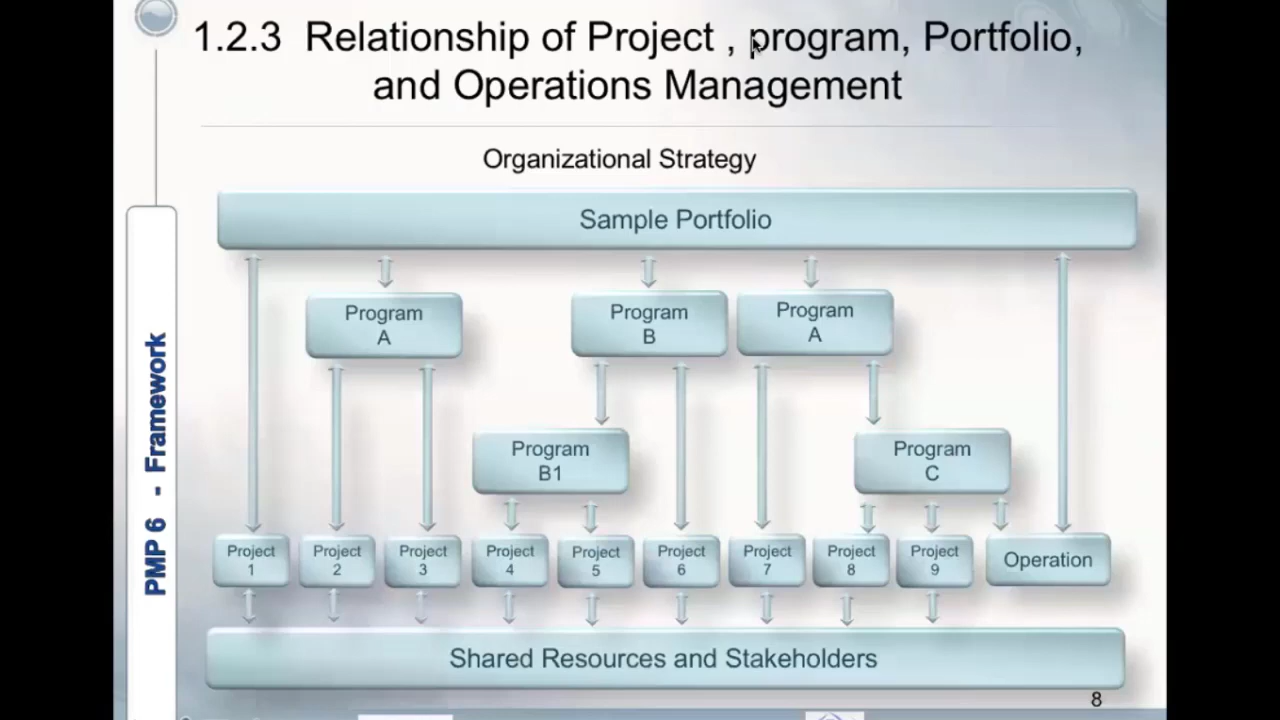 1.2.3 Relationship of Project , program, Portfolio,
and Operations Management
Organizational Strategy
Sample Portfolio
Program
A
Program
B
Program
A
Program
B1
Program
C
Project
1
Project
2
Project
3
Project
4
Project
5
Project
6
Project
7
Project
8
Project
9
Operation
Shared Resources and Stakeholders
PMP 6 - Framework
8